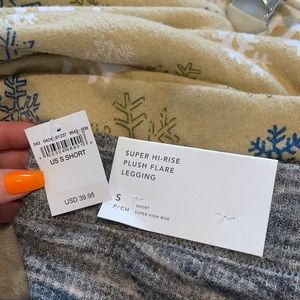 US S SHORT
USD 39.95
SUPER HI-RISE
PLUSH FLARE
LEGGING
S
P/CH
SHORT
SUPER HIGH RISE